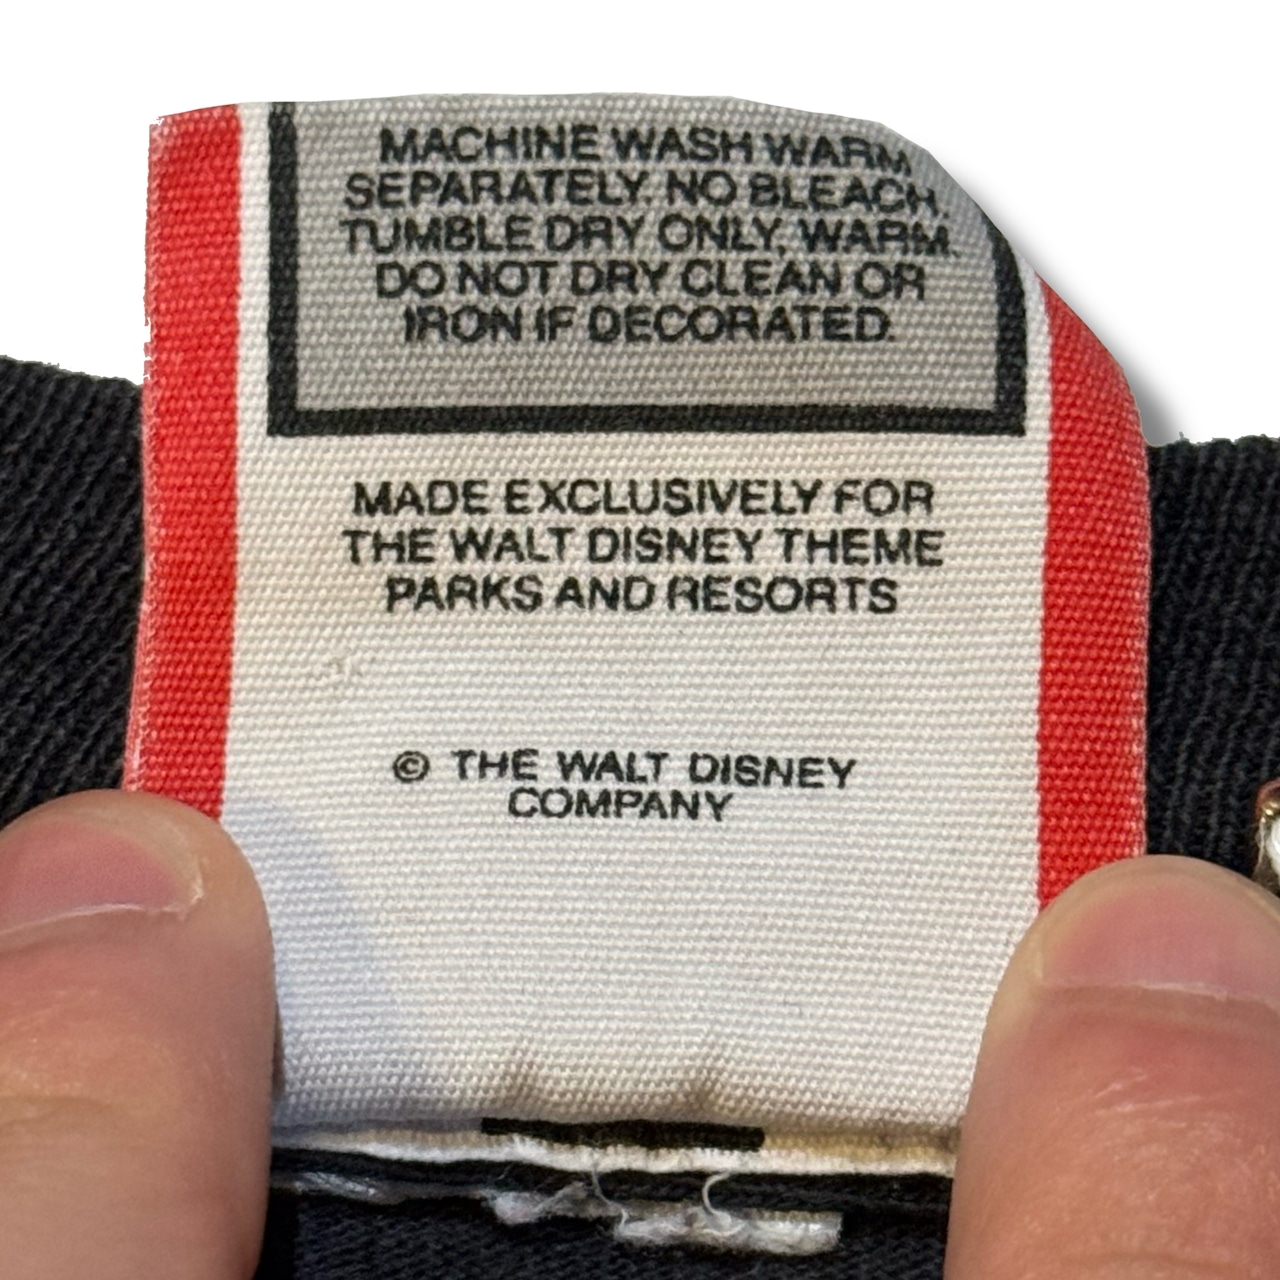 MACHINE WASH WARM
SEPARATELY. NO BLEACH.
TUMBLE DRY ONLY, WARM.
DO NOT DRY CLEAN OR
IRON IF DECORATED.
MADE EXCLUSIVELY FOR
THE WALT DISNEY THEME
PARKS AND RESORTS
© THE WALT DISNEY
COMPANY